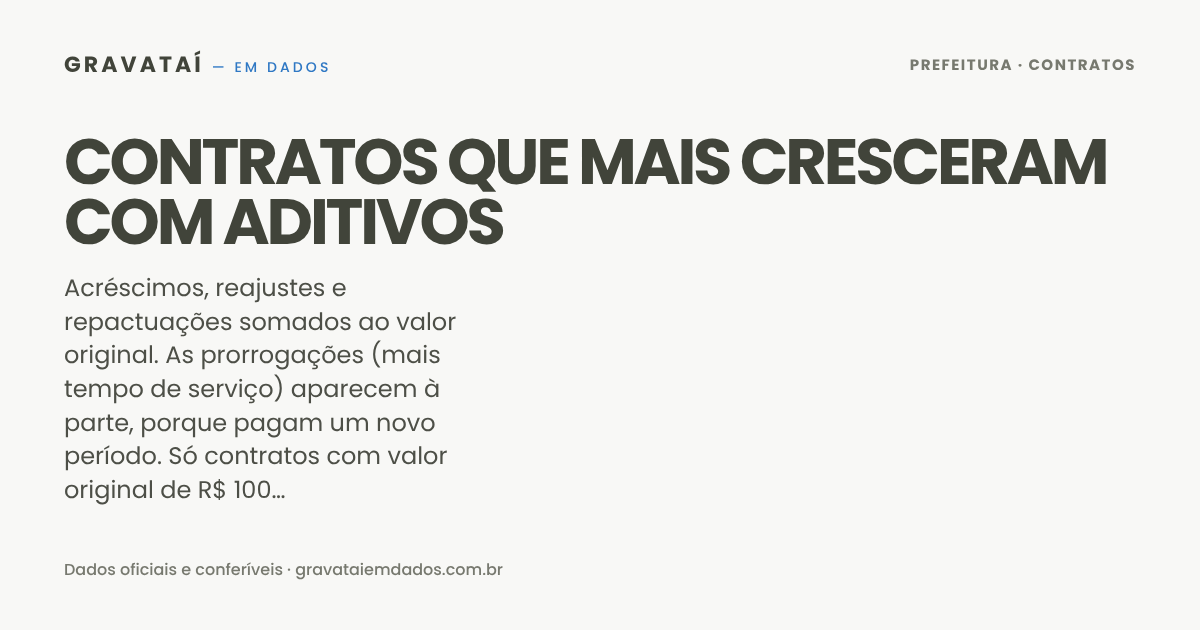 GRAVATAÍ — EM DADOS
PREFEITURA · CONTRATOS
CONTRATOS QUE MAIS CRESCERAM
COM ADITIVOS
Acréscimos, reajustes e
repactuações somados ao valor
original. As prorrogações (mais
tempo de serviço) aparecem à
parte, porque pagam um novo
período. Só contratos com valor
original de R$ 100…
Dados oficiais e conferíveis · gravataiemdados.com.br